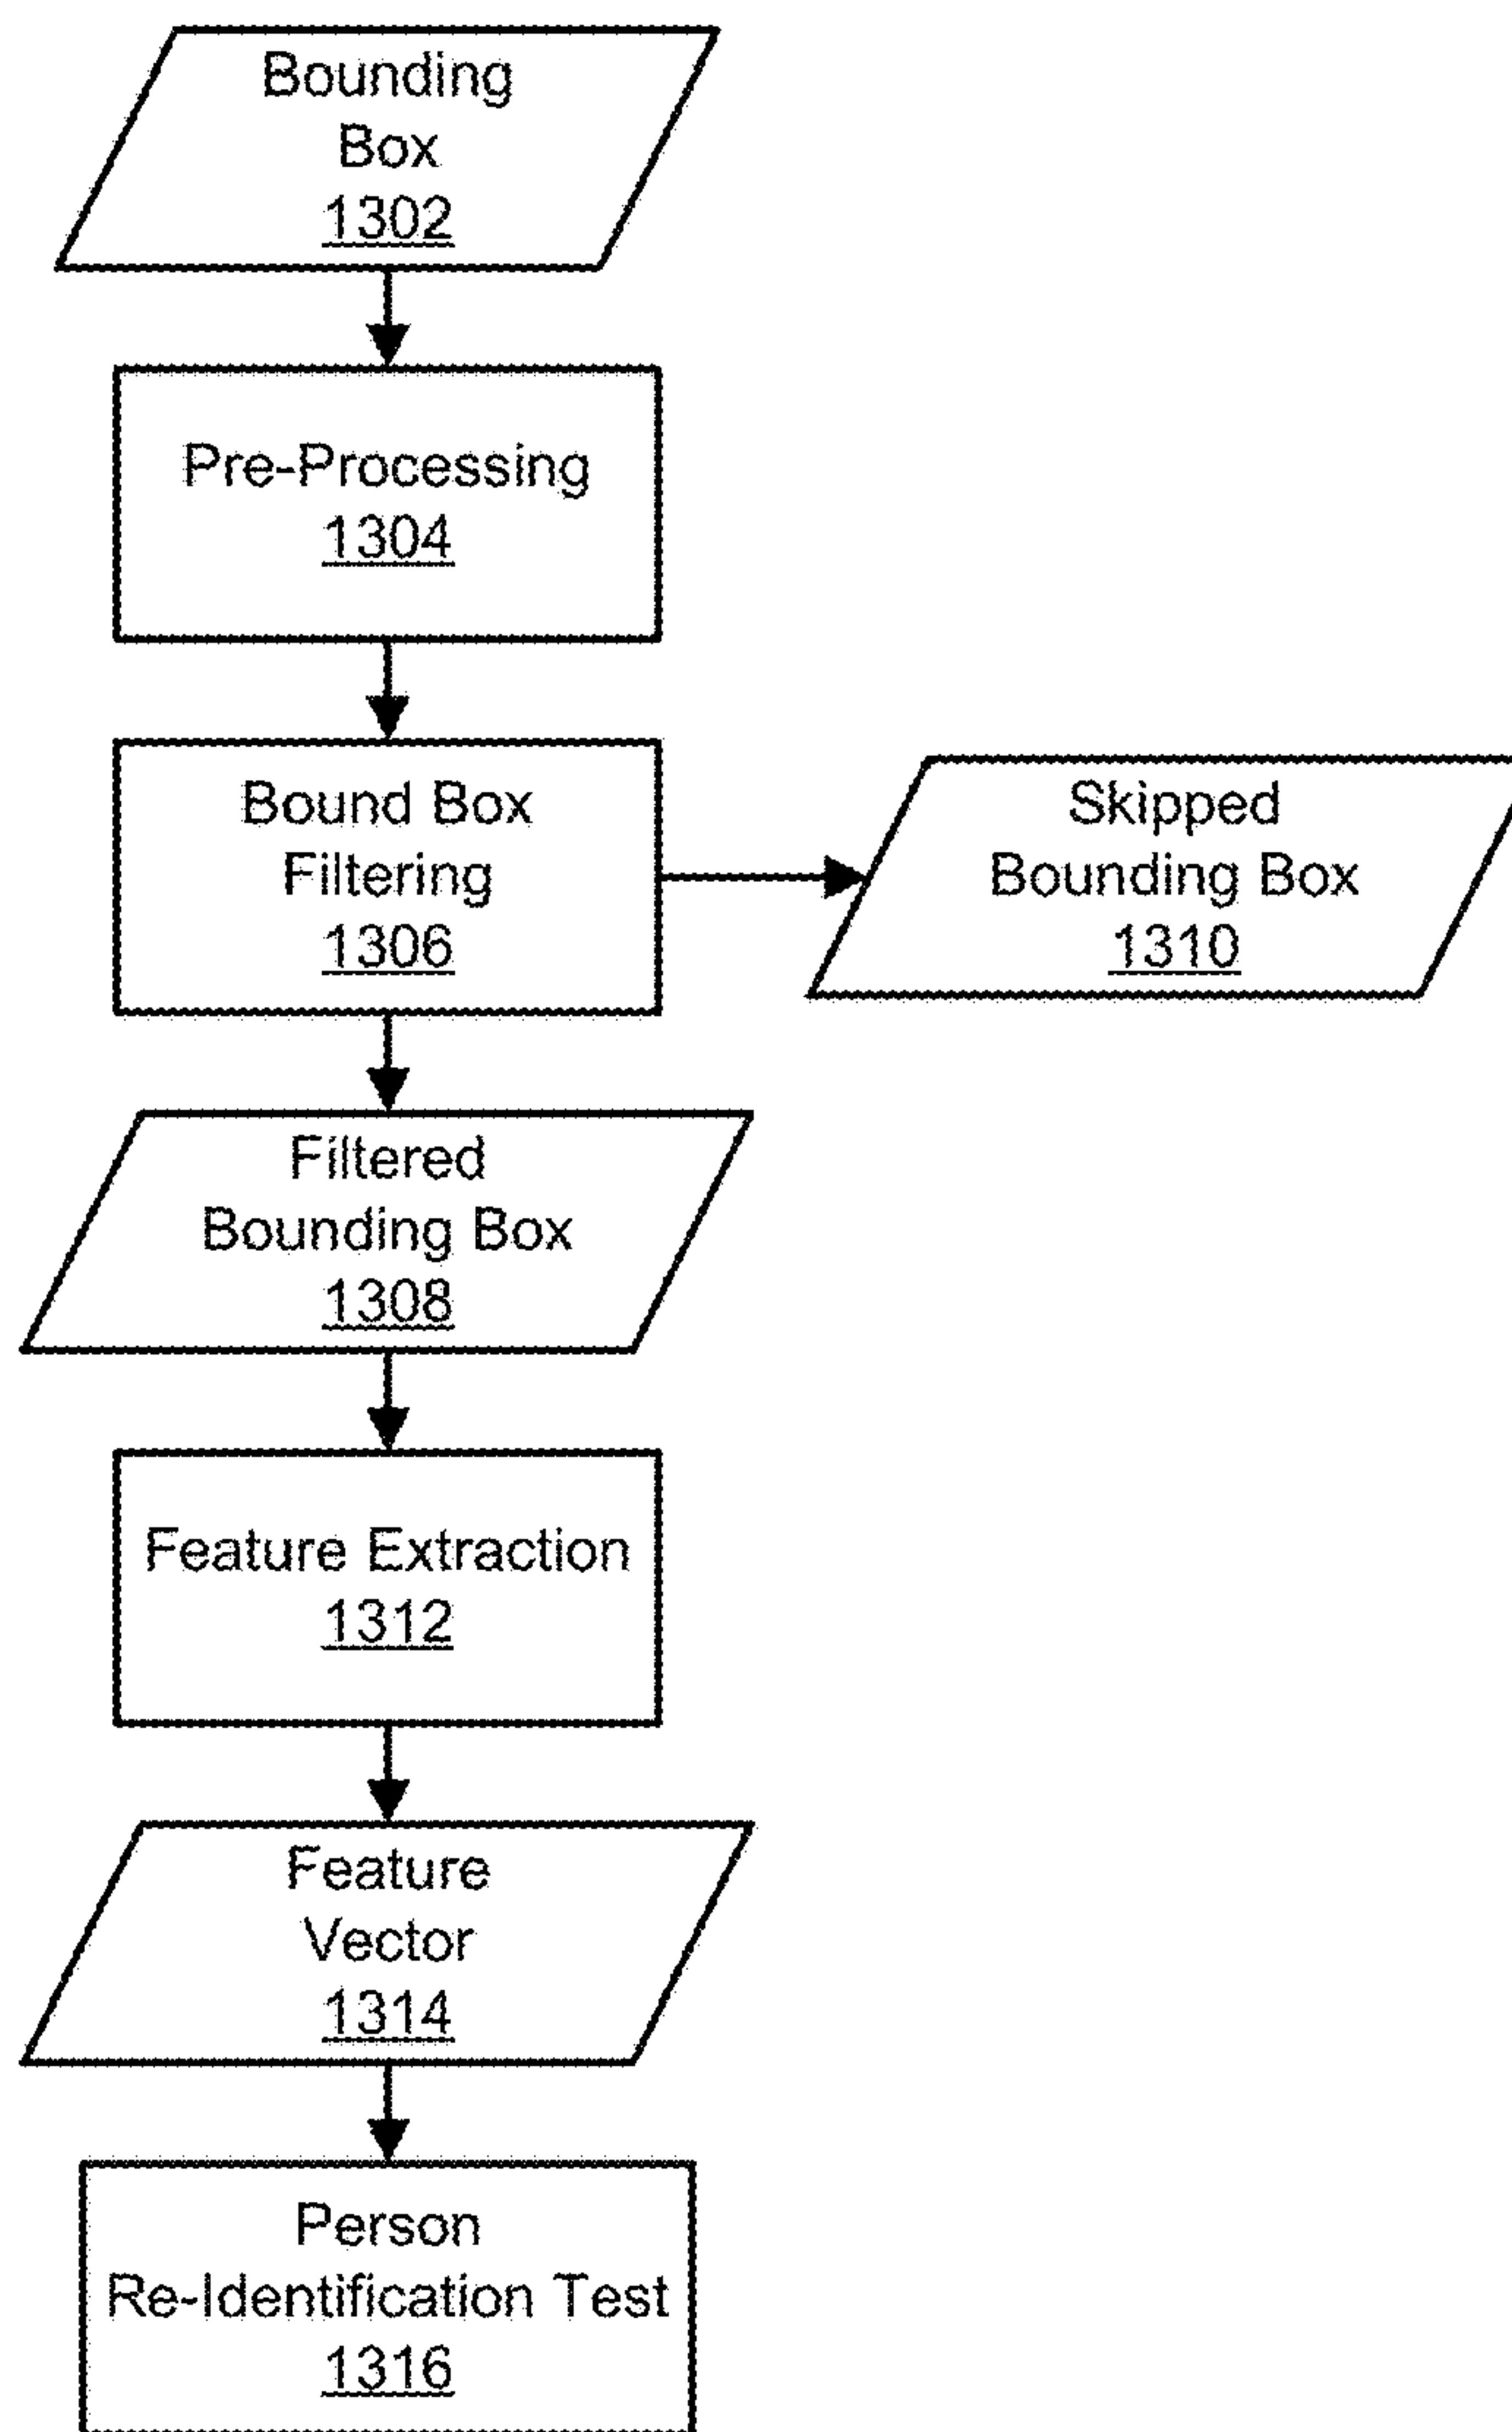 Bounding
Box
1302
Pre-Processing
1304
Bound Box
Filtering
1306
Skipped
Bounding Box
1310
Filtered
Bounding Box
1308
Feature Extraction
1312
Feature
Vector
1314
Person
Re-Identification Test
1316